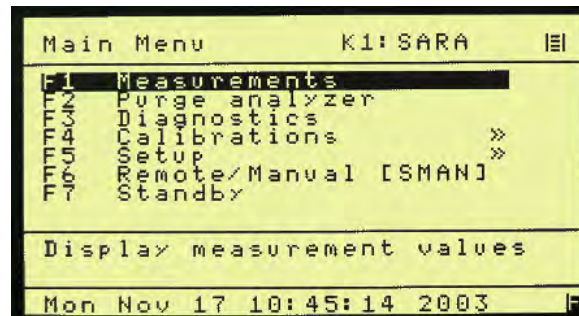 Main Menu K1:SARA
F1 Measurements
F2 Purge analyzer
F3 Diagnostics
F4 Calibrations »
F5 Setup »
F6 Remote/Manual [SMAN]
F7 Standby
Display measurement values
Mon Nov 17 10:45:14 2003